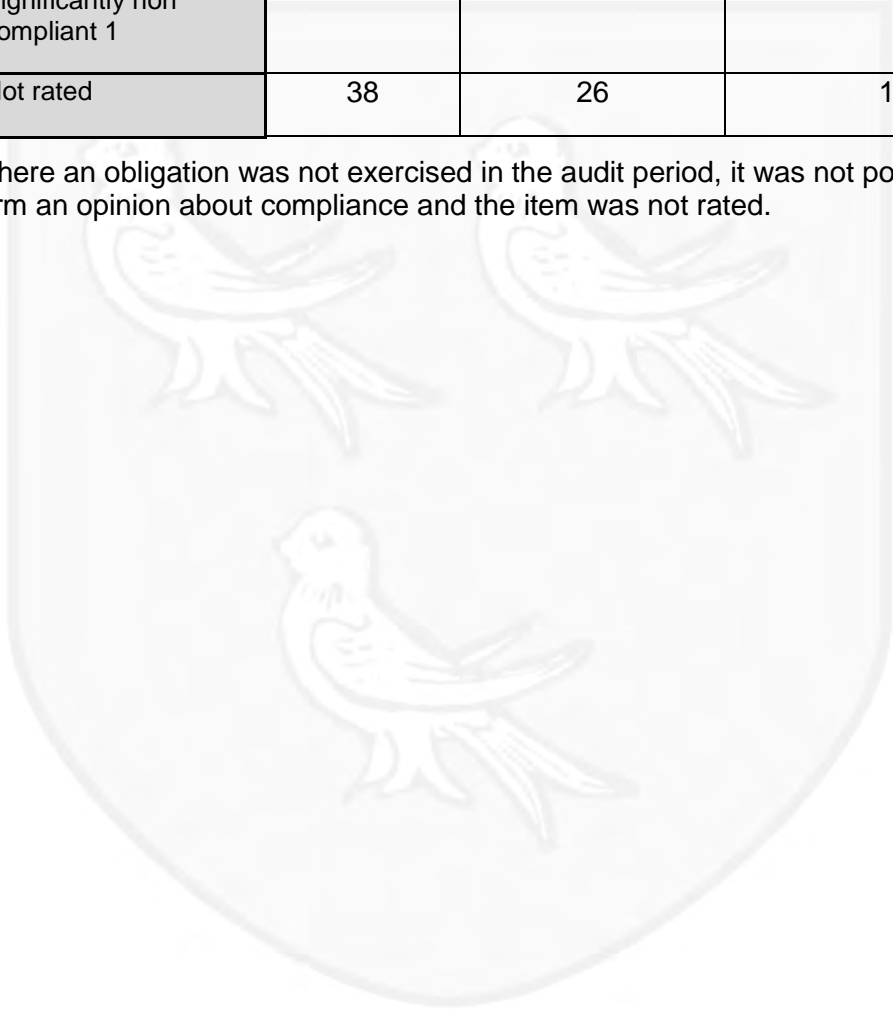 ignificantly non
ompliant 1
ot rated 38 26 1
here an obligation was not exercised in the audit period, it was not po
rm an opinion about compliance and the item was not rated.